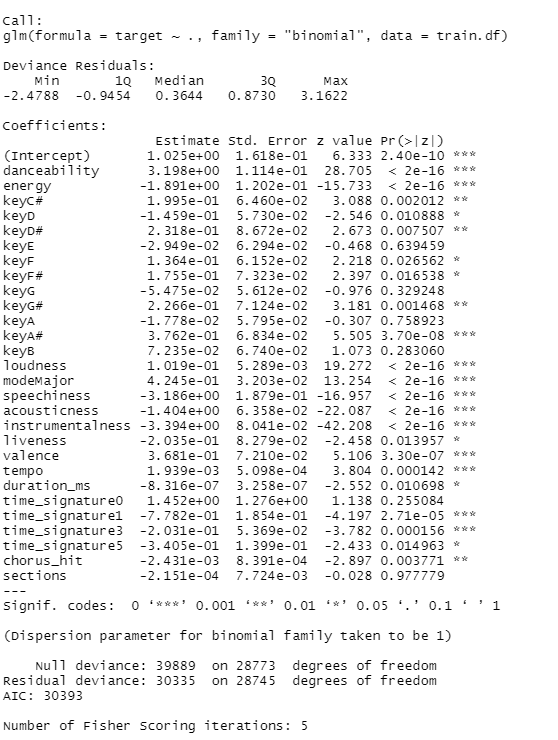 Call:
glm(formula = target ~ ., family = "binomial", data = train.df)
Deviance Residuals:
Min 1Q Median 3Q Max
-2.4788 -0.9454 0.3644 0.8730 3.1622
Coefficients:
Estimate Std. Error z value Pr(>|z|)
(Intercept) 1.025e+00 1.618e-01 6.333 2.40e-10 ***
danceability 3.198e+00 1.114e-01 28.705 < 2e-16 ***
energy -1.891e+00 1.202e-01 -15.733 < 2e-16 ***
keyC# 1.995e-01 6.460e-02 3.088 0.002012 **
keyD -1.459e-01 5.730e-02 -2.546 0.010888 *
keyD# 2.318e-01 8.672e-02 2.673 0.007507 **
keyE -2.949e-02 6.294e-02 -0.468 0.639459
keyF 1.364e-01 6.152e-02 2.218 0.026562 *
keyF# 1.755e-01 7.323e-02 2.397 0.016538 *
keyG -5.475e-02 5.612e-02 -0.976 0.329248
keyG# 2.266e-01 7.124e-02 3.181 0.001468 **
keyA -1.778e-02 5.795e-02 -0.307 0.758923
keyA# 3.762e-01 6.834e-02 5.505 3.70e-08 ***
keyB 7.235e-02 6.740e-02 1.073 0.283060
loudness 1.019e-01 5.289e-03 19.272 < 2e-16 ***
modeMajor 4.245e-01 3.203e-02 13.254 < 2e-16 ***
speechiness -3.186e+00 1.879e-01 -16.957 < 2e-16 ***
acousticness -1.404e+00 6.358e-02 -22.087 < 2e-16 ***
instrumentalness -3.394e+00 8.041e-02 -42.208 < 2e-16 ***
liveness -2.035e-01 8.279e-02 -2.458 0.013957 *
valence 3.681e-01 7.210e-02 5.106 3.30e-07 ***
tempo 1.939e-03 5.098e-04 3.804 0.000142 ***
duration_ms -8.316e-07 3.258e-07 -2.552 0.010698 *
time_signature0 1.452e+00 1.276e+00 1.138 0.255084
time_signature1 -7.782e-01 1.854e-01 -4.197 2.71e-05 ***
time_signature3 -2.031e-01 5.369e-02 -3.782 0.000156 ***
time_signature5 -3.405e-01 1.399e-01 -2.433 0.014963 *
chorus_hit -2.431e-03 8.391e-04 -2.897 0.003771 **
sections -2.151e-04 7.724e-03 -0.028 0.977779
---
Signif. codes: 0 ‘***’ 0.001 ‘**’ 0.01 ‘*’ 0.05 ‘.’ 0.1 ‘ ’ 1
(Dispersion parameter for binomial family taken to be 1)
Null deviance: 39889 on 28773 degrees of freedom
Residual deviance: 30335 on 28745 degrees of freedom
AIC: 30393
Number of Fisher Scoring iterations: 5